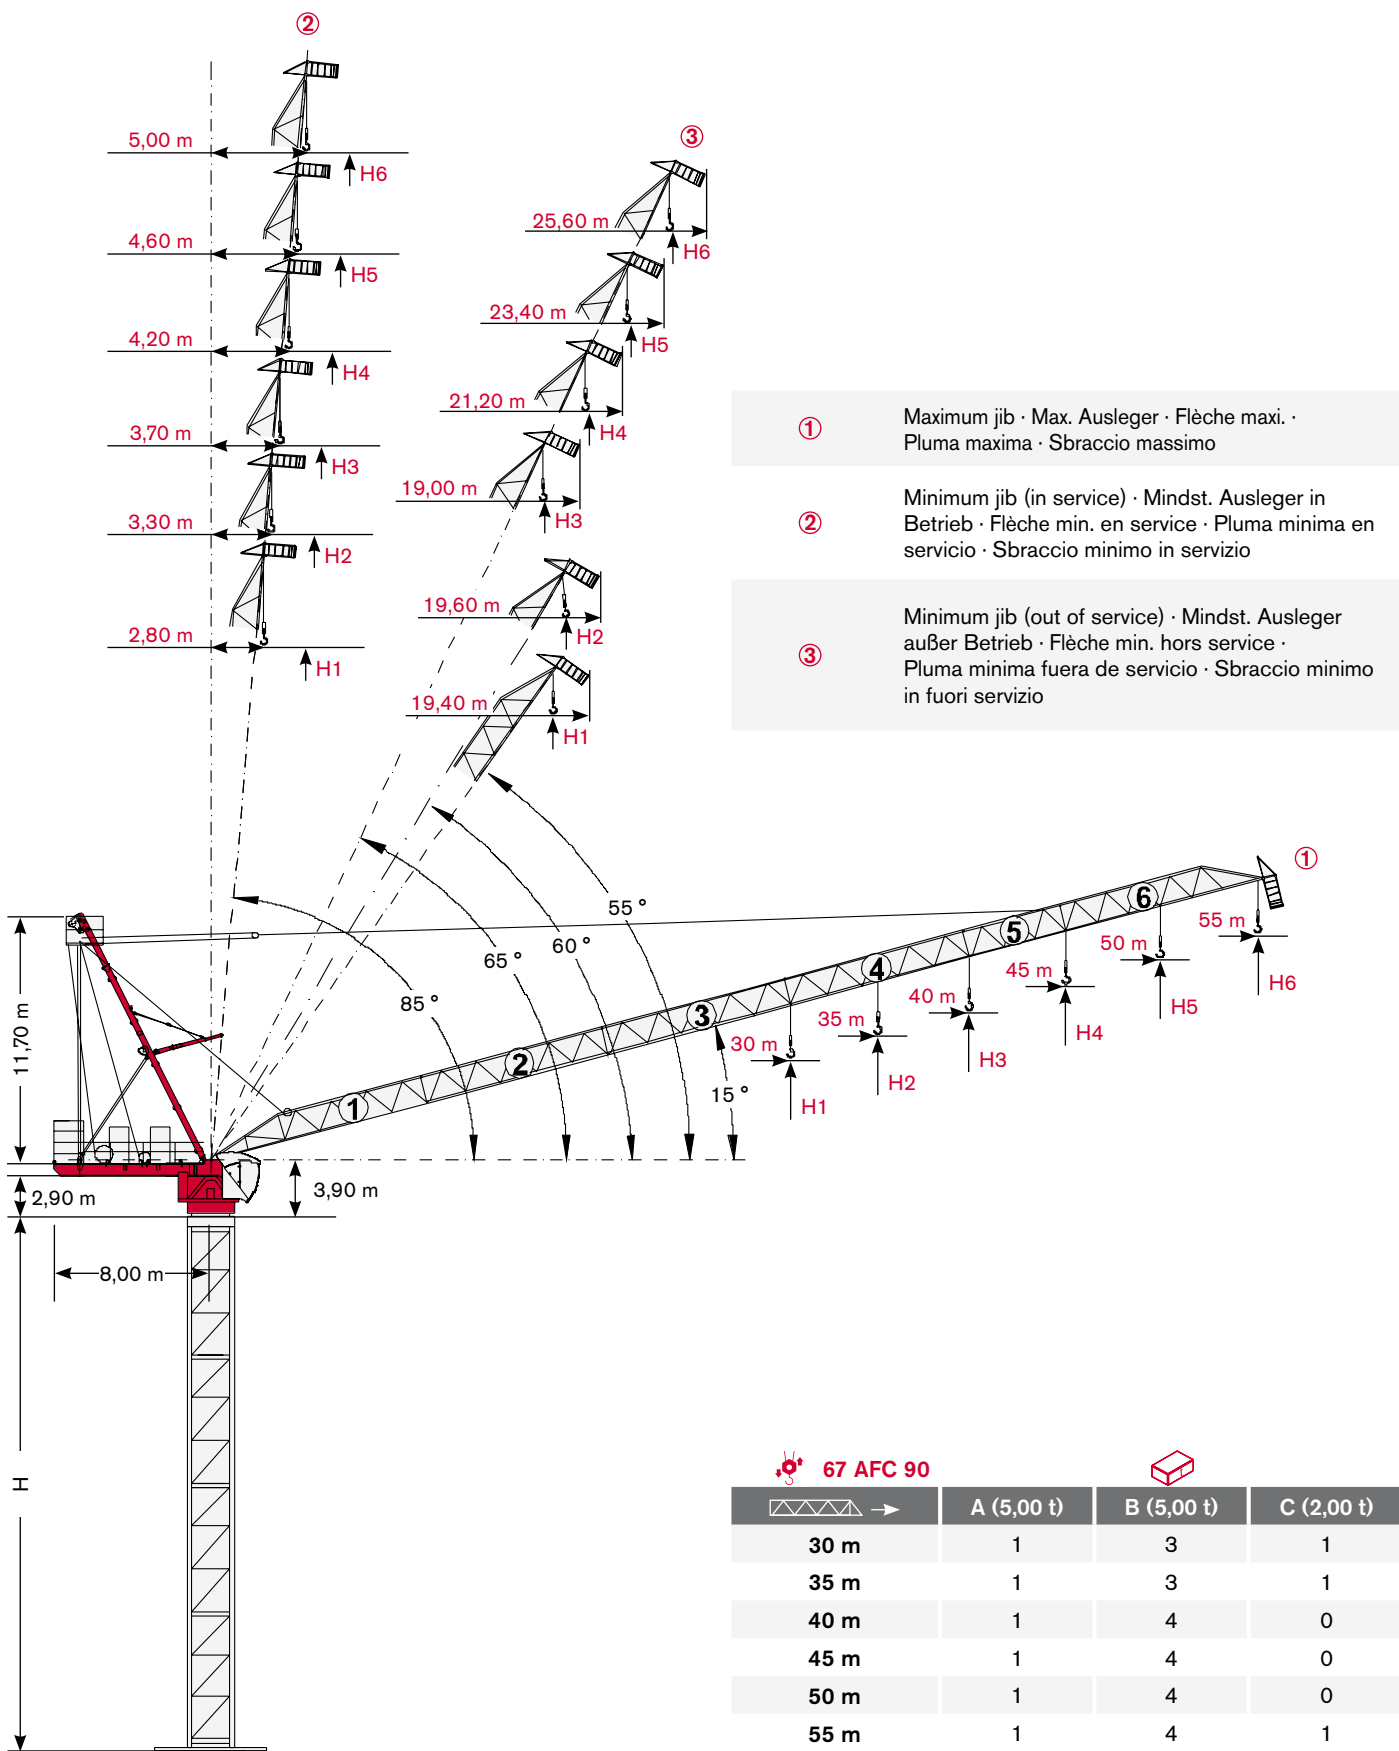 ②
5,00 m
H6
4,60 m
H5
4,20 m
H4
3,70 m
H3
3,30 m
H2
2,80 m
H1
③
25,60 m
H6
23,40 m
H5
21,20 m
H4
19,00 m
H3
19,60 m
H2
19,40 m
H1
① Maximum jib · Max. Ausleger · Flèche maxi. ·
Pluma maxima · Sbraccio massimo
② Minimum jib (in service) · Mindst. Ausleger in
Betrieb · Flèche min. en service · Pluma minima en
servicio · Sbraccio minimo in servizio
③ Minimum jib (out of service) · Mindst. Ausleger
außer Betrieb · Flèche min. hors service ·
Pluma minima fuera de servicio · Sbraccio minimo
in fuori servizio
①
55 °
60 °
65 °
85 °
15 °
1
2
3
4
5
6
30 m
H1
35 m
H2
40 m
H3
45 m
H4
50 m
H5
55 m
H6
11,70 m
2,90 m
3,90 m
8,00 m
H
67 AFC 90
A (5,00 t) B (5,00 t) C (2,00 t)
30 m 1 3 1
35 m 1 3 1
40 m 1 4 0
45 m 1 4 0
50 m 1 4 0
55 m 1 4 1